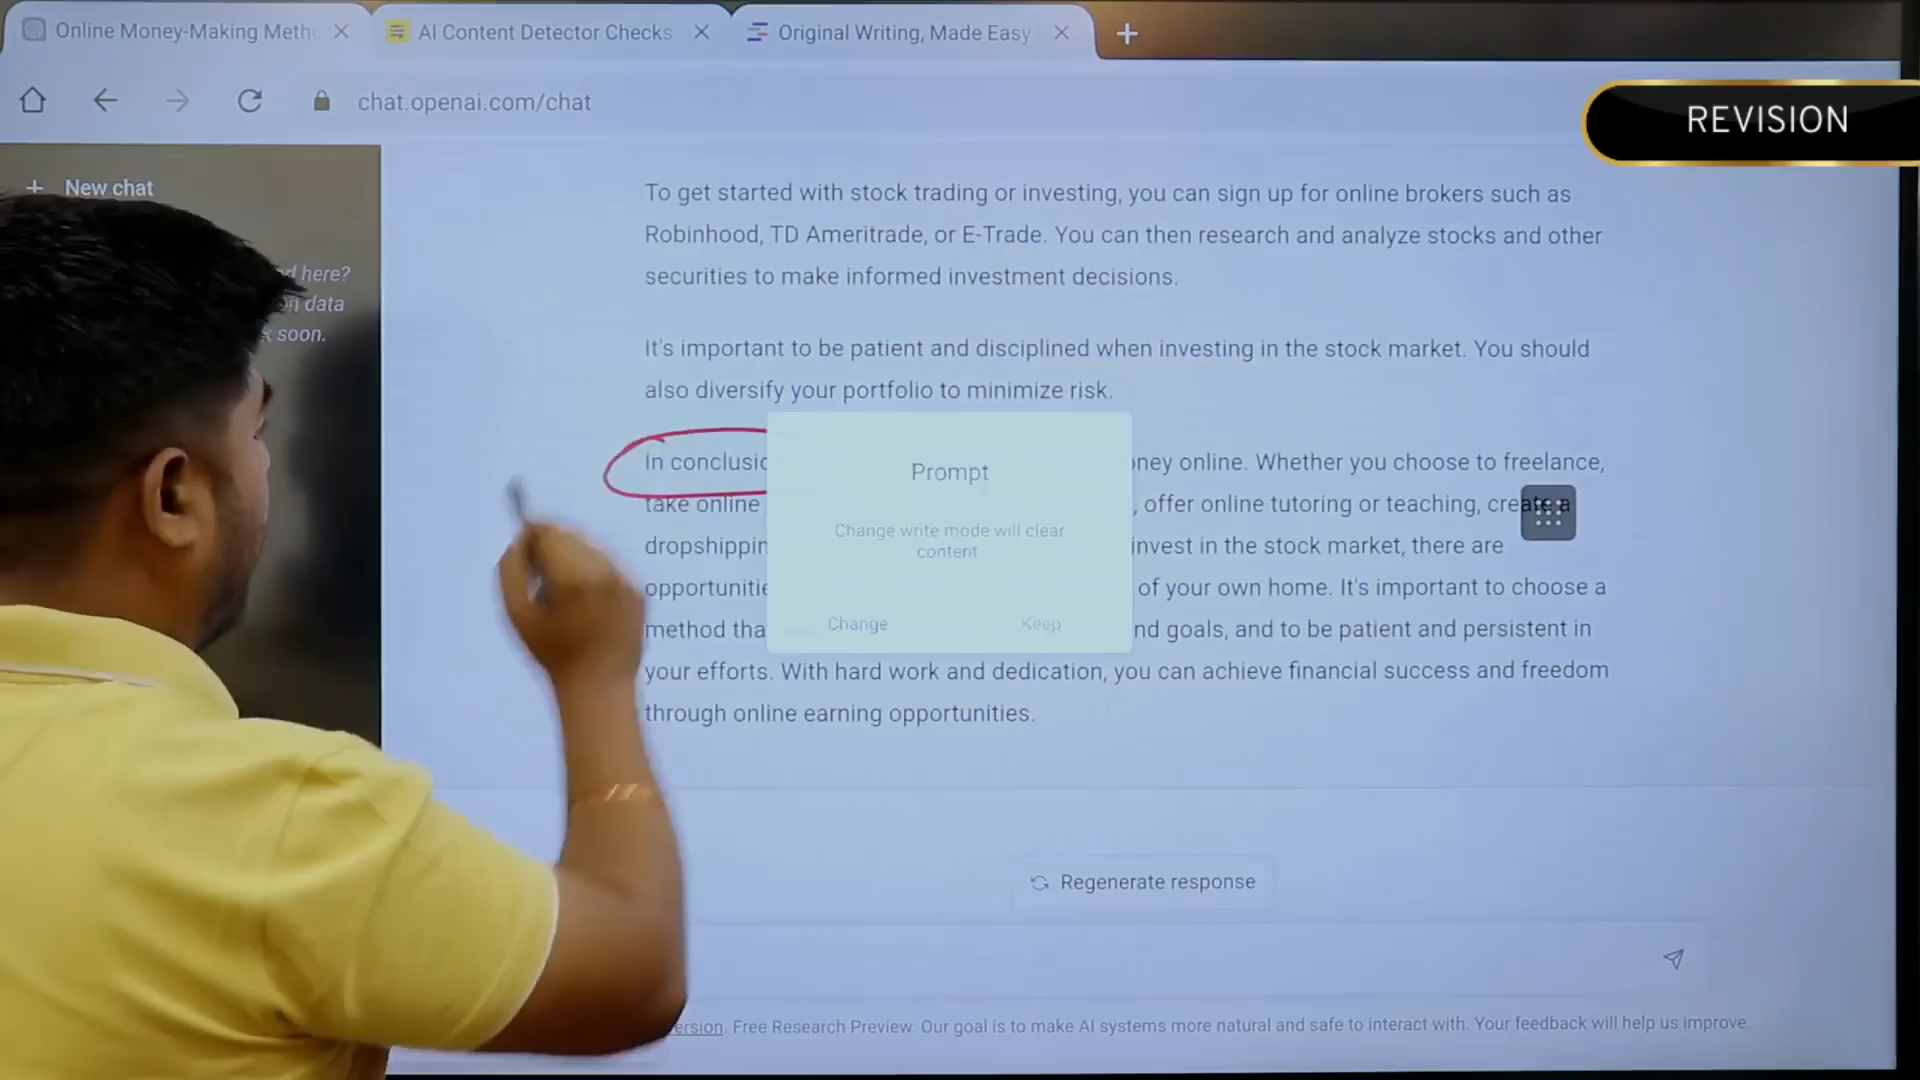 Online Money-Making Meth
AI Content Detector Checks
Original Writing, Made Easy
chat.openai.com/chat
REVISION
+ New chat
here?
data
soon.
To get started with stock trading or investing, you can sign up for online brokers such as
Robinhood, TD Ameritrade, or E-Trade. You can then research and analyze stocks and other
securities to make informed investment decisions.
It's important to be patient and disciplined when investing in the stock market. You should
also diversify your portfolio to minimize risk.
In online. Whether you choose to freelance,
take online , offer online tutoring or teaching, create a
invest in the stock market, there are
of your own home. It's important to choose a
method goals, and to be patient and persistent in
your efforts. With hard work and dedication, you can achieve financial success and freedom
through online earning opportunities.
Prompt
Change write mode will clear
content
Change Keep
Regenerate response
Free Research Preview. Our goal is to make AI systems more natural and safe to interact with. Your feedback will help us improve.